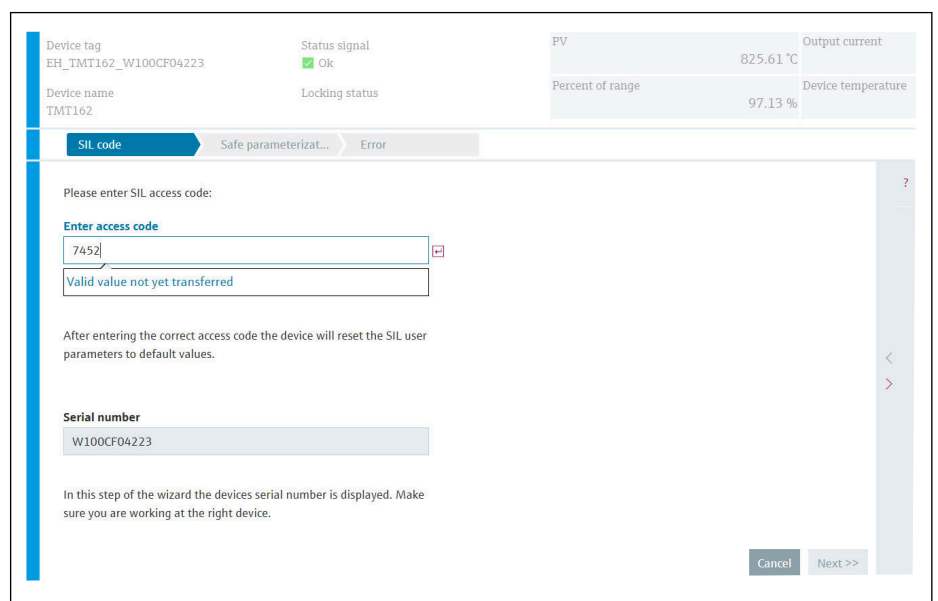 Device tag
EH_TMT162_W100CF04223
Status signal
Ok
PV
825.61 °C
Output current
Device name
TMT162
Locking status
Percent of range
97.13 %
Device temperature
SIL code
Safe parameterizat...
Error
?
Please enter SIL access code:
Enter access code
7452
Valid value not yet transferred
After entering the correct access code the device will reset the SIL user
parameters to default values.
Serial number
W100CF04223
In this step of the wizard the devices serial number is displayed. Make
sure you are working at the right device.
Cancel
Next >>